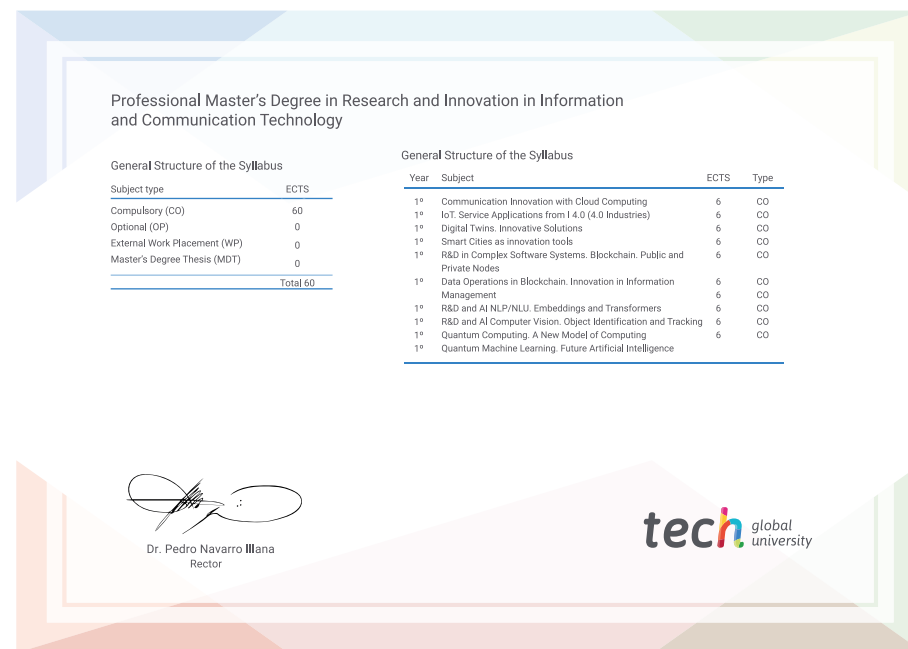 Professional Master's Degree in Research and Innovation in Information
and Communication Technology
General Structure of the Syllabus
Subject type ECTS
Compulsory (CO) 60
Optional (OP) 0
External Work Placement (WP) 0
Master's Degree Thesis (MDT) 0
Total 60
General Structure of the Syllabus
Year Subject ECTS Type
1º Communication Innovation with Cloud Computing 6 CO
1º IoT. Service Applications from I 4.0 (4.0 Industries) 6 CO
1º Digital Twins. Innovative Solutions 6 CO
1º Smart Cities as innovation tools 6 CO
1º R&D in Complex Software Systems. Blockchain. Public and 6 CO
Private Nodes
1º Data Operations in Blockchain. Innovation in Information 6 CO
Management 6 CO
1º R&D and AI NLP/NLU. Embeddings and Transformers 6 CO
1º R&D and AI Computer Vision. Object Identification and Tracking 6 CO
1º Quantum Computing. A New Model of Computing 6 CO
1º Quantum Machine Learning. Future Artificial Intelligence
Dr. Pedro Navarro Illana
Rector
tech global
university